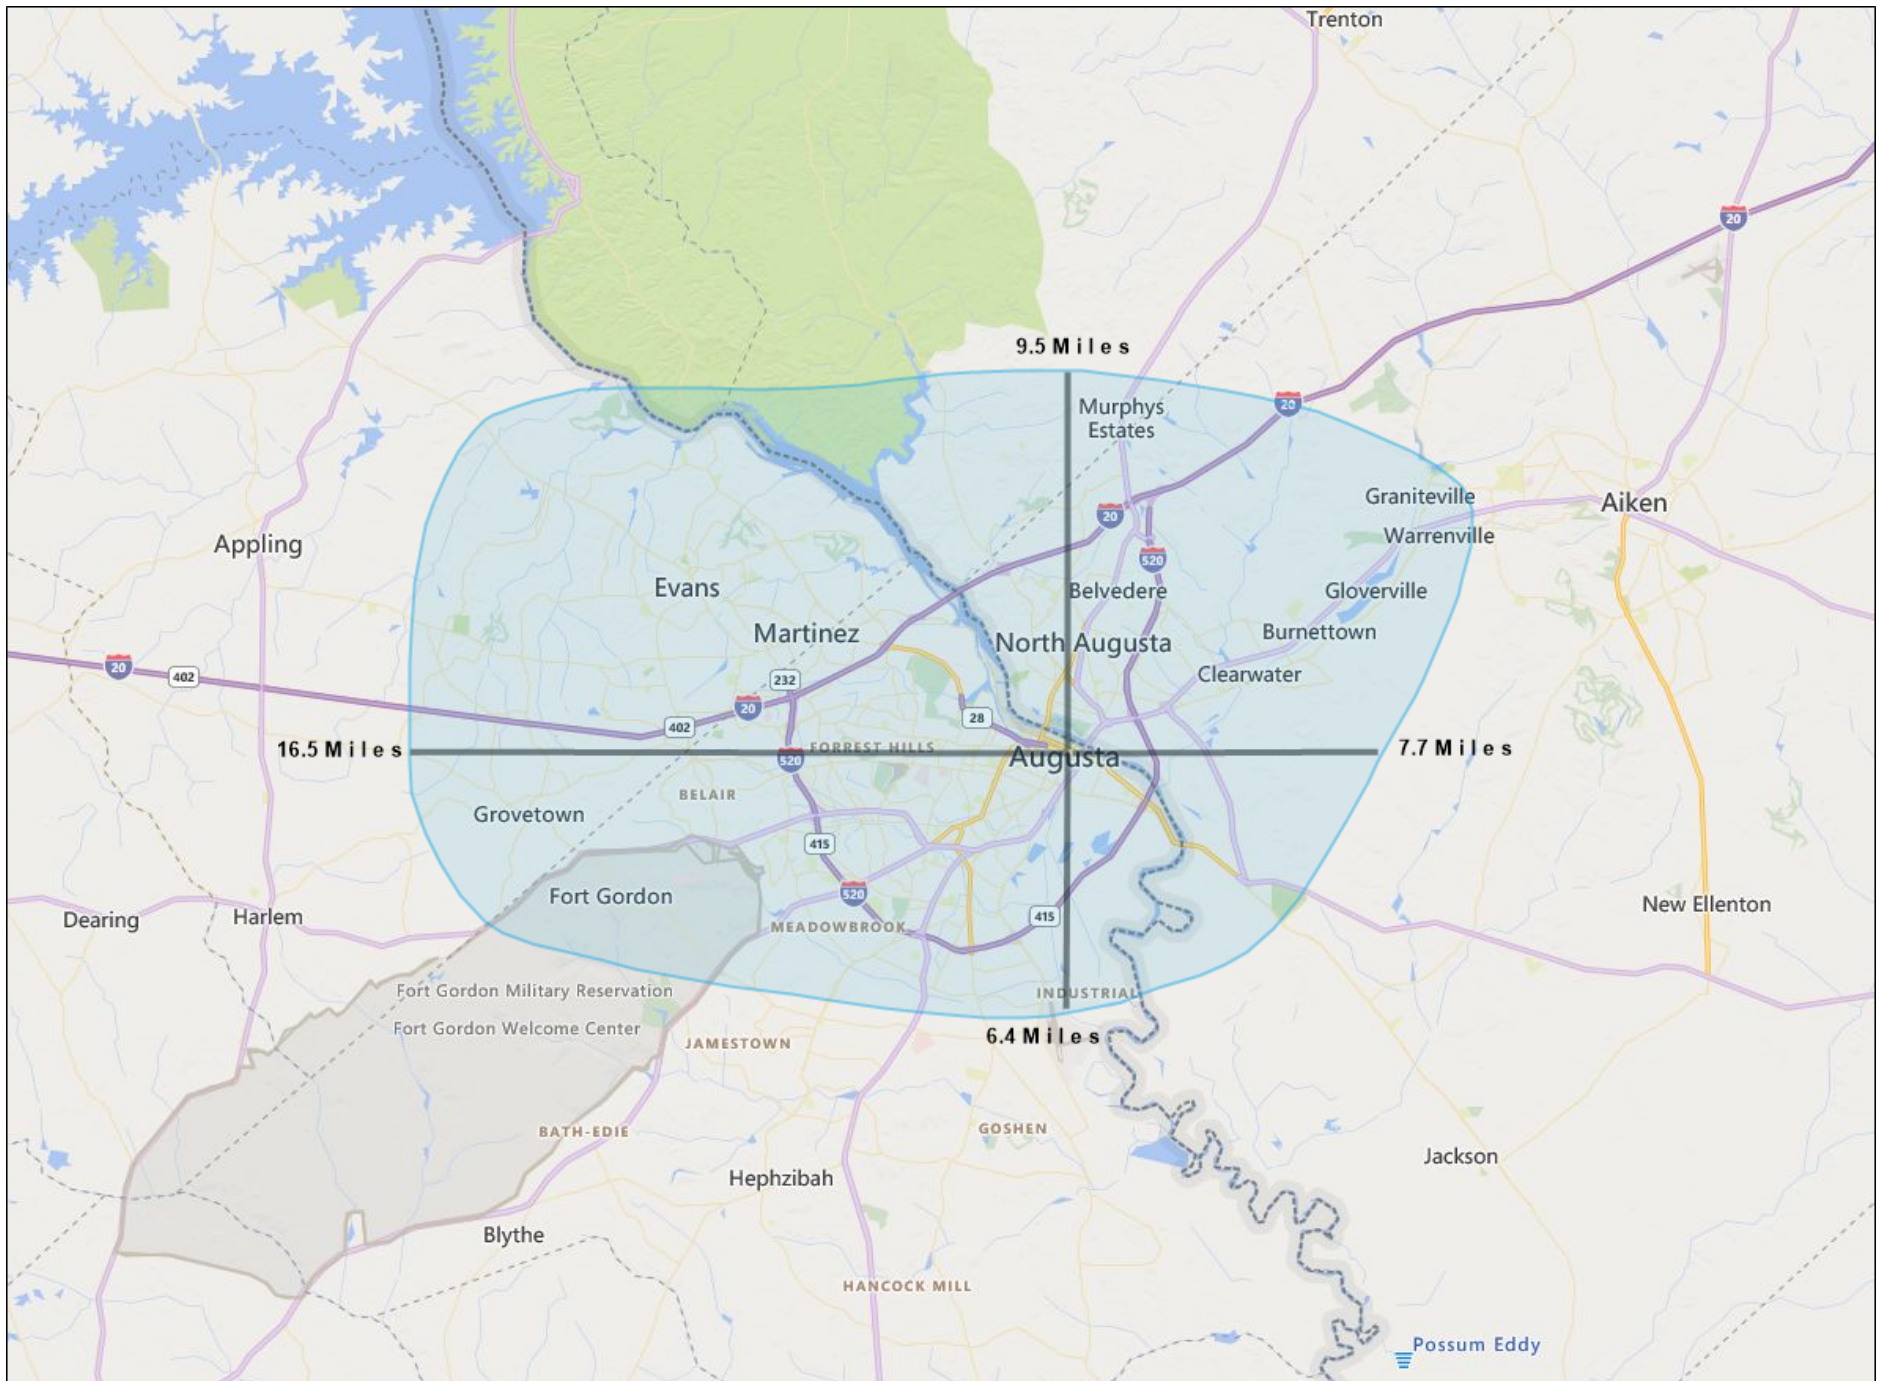 Trenton
20
9.5 Miles
20
Murphys
Estates
Graniteville
Aiken
20
Warrenville
Appling
520
Evans
Belvedere
Gloverville
Martinez
North Augusta
Burnettown
20
402
232
Clearwater
20
402
28
16.5 Miles
FORREST HILLS
7.7 Miles
520
Augusta
BELAIR
Grovetown
415
Fort Gordon
520
New Ellenton
Dearing
Harlem
MEADOWBROOK
415
Fort Gordon Military Reservation
INDUSTRIAL
Fort Gordon Welcome Center
6.4 Miles
JAMESTOWN
BATH-EDIE
GOSHEN
Jackson
Hephzibah
Blythe
HANCOCK MILL
Possum Eddy